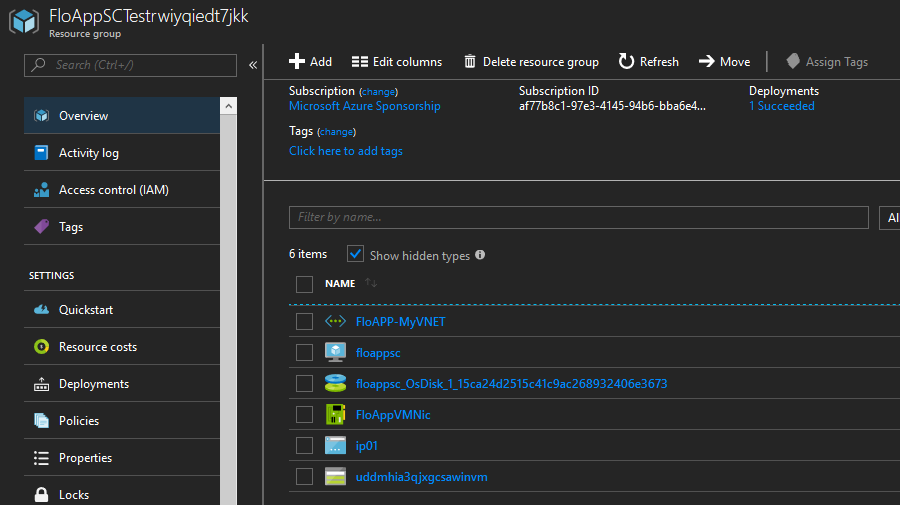 FloAppSCTestrwiyqiedt7jkk
Resource group
Search (Ctrl+/)
Overview
Activity log
Access control (IAM)
Tags
SETTINGS
Quickstart
Resource costs
Deployments
Policies
Properties
Locks
Add Edit columns Delete resource group Refresh Move Assign Tags
Subscription (change) Subscription ID Deployments
Microsoft Azure Sponsorship af77b8c1-97e3-4145-94b6-bba6e4... 1 Succeeded
Tags (change)
Click here to add tags
Filter by name... Al
6 items Show hidden types
NAME
FloAPP-MyVNET
floappsc
floappsc_OsDisk_1_15ca24d2515c41c9ac268932406e3673
FloAppVMNic
ip01
uddmhia3qjxgcsawinvm